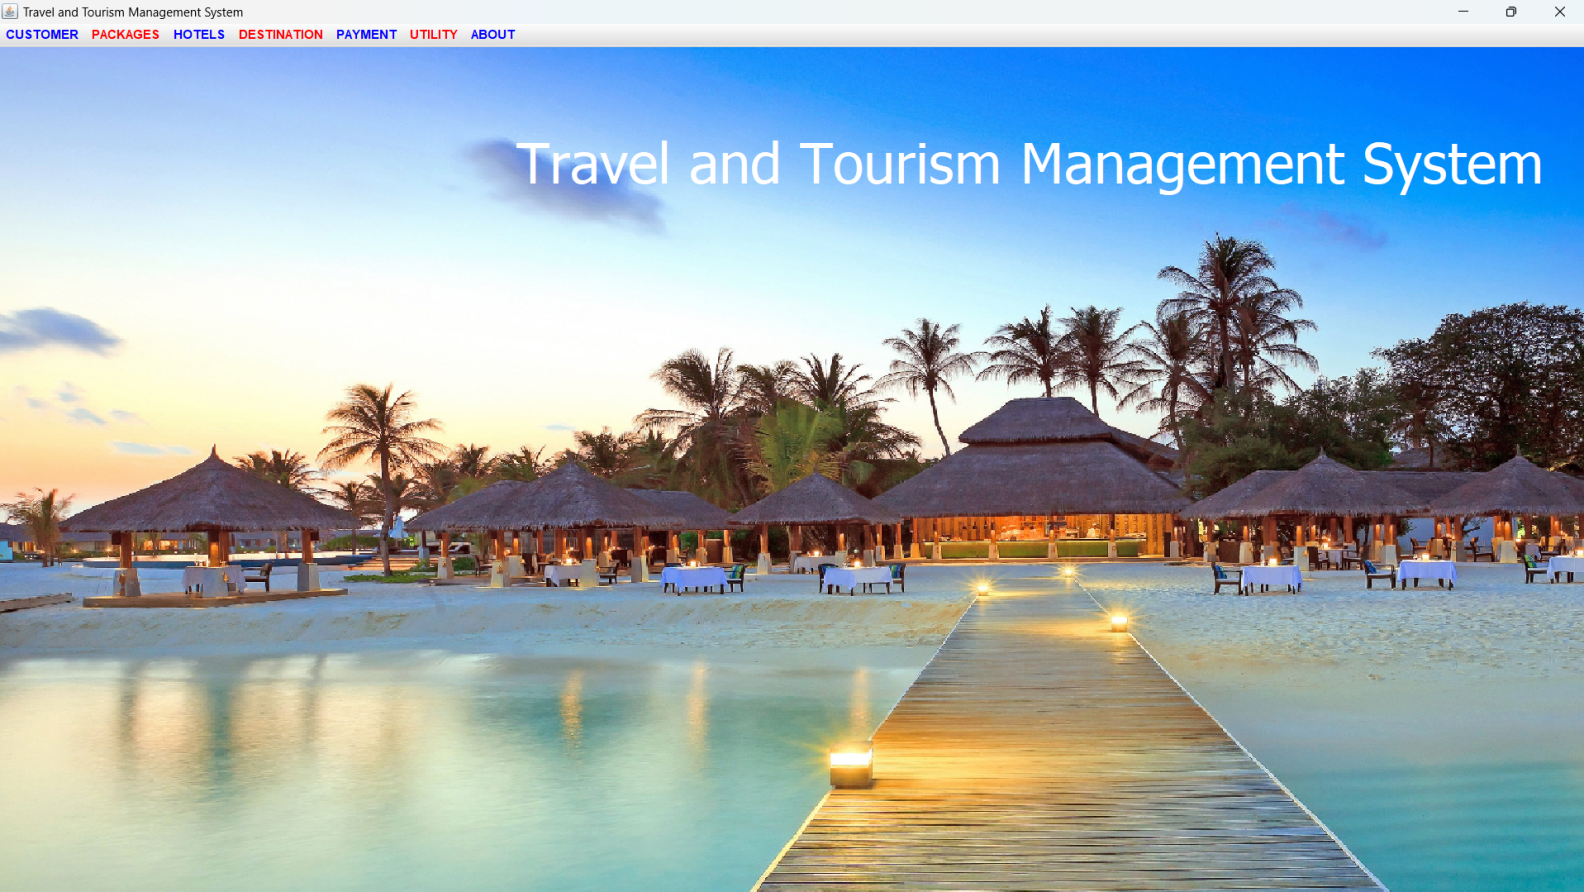 Travel and Tourism Management System
CUSTOMER PACKAGES HOTELS DESTINATION PAYMENT UTILITY ABOUT
Travel and Tourism Management System